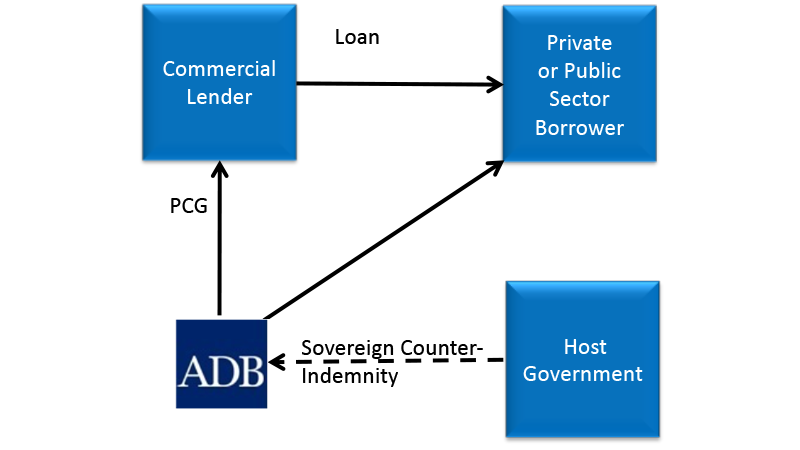 Loan
Commercial
Lender
Private
or Public
Sector
Borrower
PCG
ADB
Sovereign Counter-
Indemnity
Host
Government